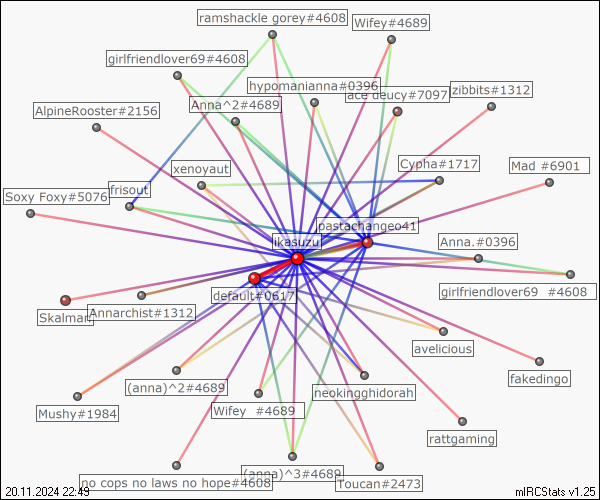 ramshackle gorey#4608
Wifey#4689
girlfriendlover69#4608
hypomanianna#0396
ace deucy#7097
zibbits#1312
AlpineRooster#2156
Anna^2#4689
Cypha#1717
Mad #6901
xenoyaut
frisout
Soxy Foxy#5076
jpastachangeo41
likasuzu
Anna.#0396
default#0617
girlfriendlover69 #4608
Skalman
Annarchist#1312
avelicious
fakedingo
(anna)^2#4689
neokingghidorah
Mushy#1984
Wifey #4689
rattgaming
(anna)^3#4689
no cops no laws no hope#4608
Toucan#2473
20.11.2024 22:49
mIRCStats v1.25